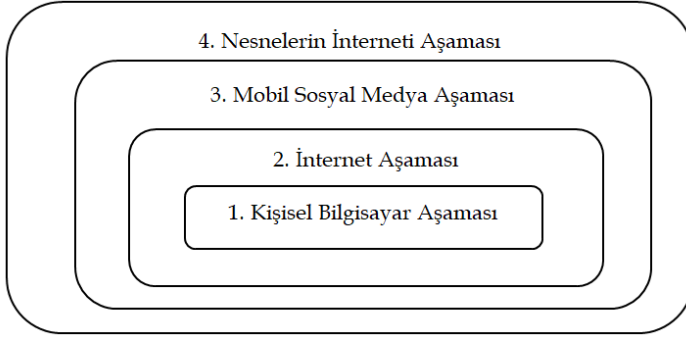 4. Nesnelerin İnterneti Aşaması
3. Mobil Sosyal Medya Aşaması
2. İnternet Aşaması
1. Kişisel Bilgisayar Aşaması